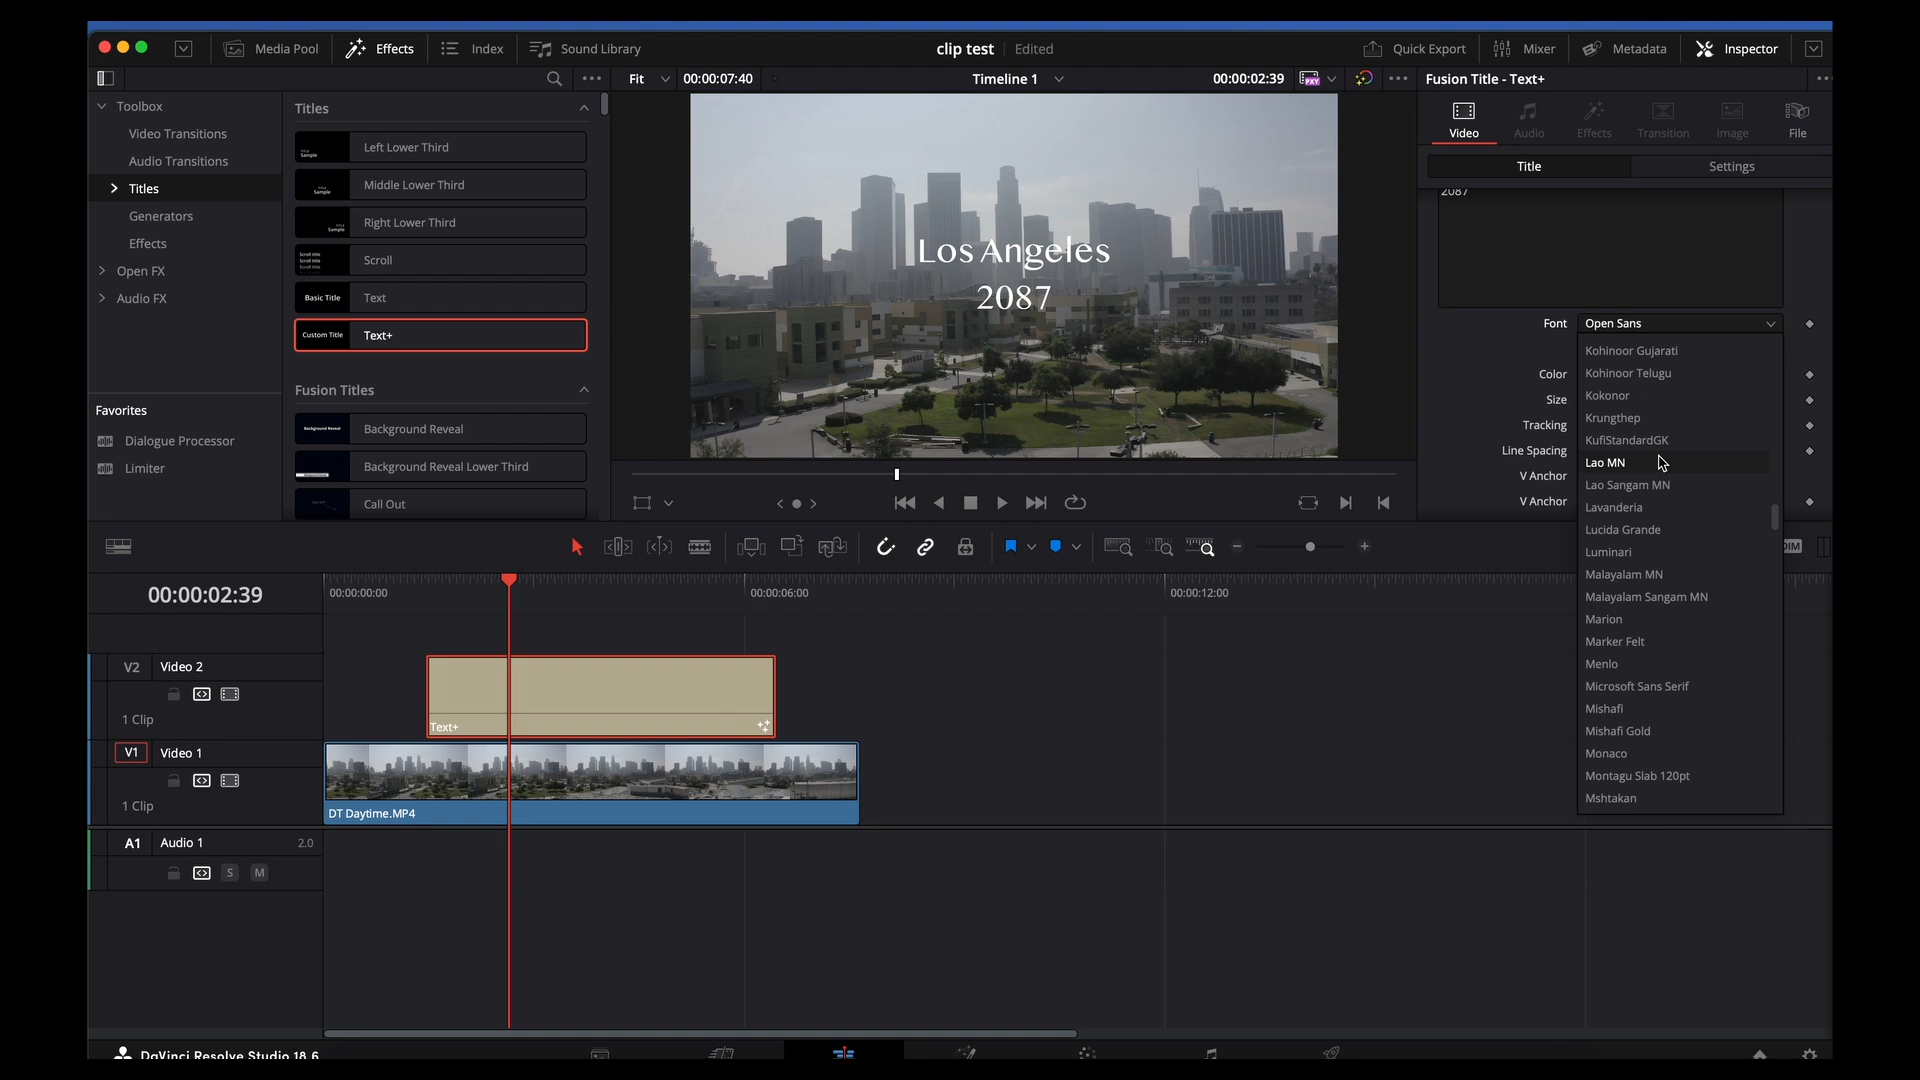 Media Pool
Effects
Index
Sound Library
clip test
Edited
Quick Export
Mixer
Metadata
Inspector
Fit
00:00:07:40
Timeline 1
00:00:02:39
Fusion Title - Text+
Toolbox
Video Transitions
Audio Transitions
Titles
Generators
Effects
Open FX
Audio FX
Favorites
Dialogue Processor
Limiter
Titles
Left Lower Third
Middle Lower Third
Right Lower Third
Scroll
Basic Title
Text
Custom Title
Text+
Fusion Titles
Background Reveal
Background Reveal Lower Third
Call Out
Los Angeles
2087
Video
Audio
Effects
Transition
Image
File
Title
Settings
2087
Font
Open Sans
Color
Size
Tracking
Line Spacing
V Anchor
V Anchor
Kohinoor Gujarati
Kohinoor Telugu
Kokonor
Krungthep
KufiStandardGK
Lao MN
Lao Sangam MN
Lavanderia
Lucida Grande
Luminari
Malayalam MN
Malayalam Sangam MN
Marion
Marker Felt
Menlo
Microsoft Sans Serif
Mishafi
Mishafi Gold
Monaco
Montagu Slab 120pt
Mshtakan
DIM
00:00:02:39
00:00:00:00
00:00:06:00
00:00:12:00
V2
Video 2
1 Clip
Text+
V1
Video 1
1 Clip
DT Daytime.MP4
A1
Audio 1
2.0
S
M
DaVinci Resolve Studio 18.6